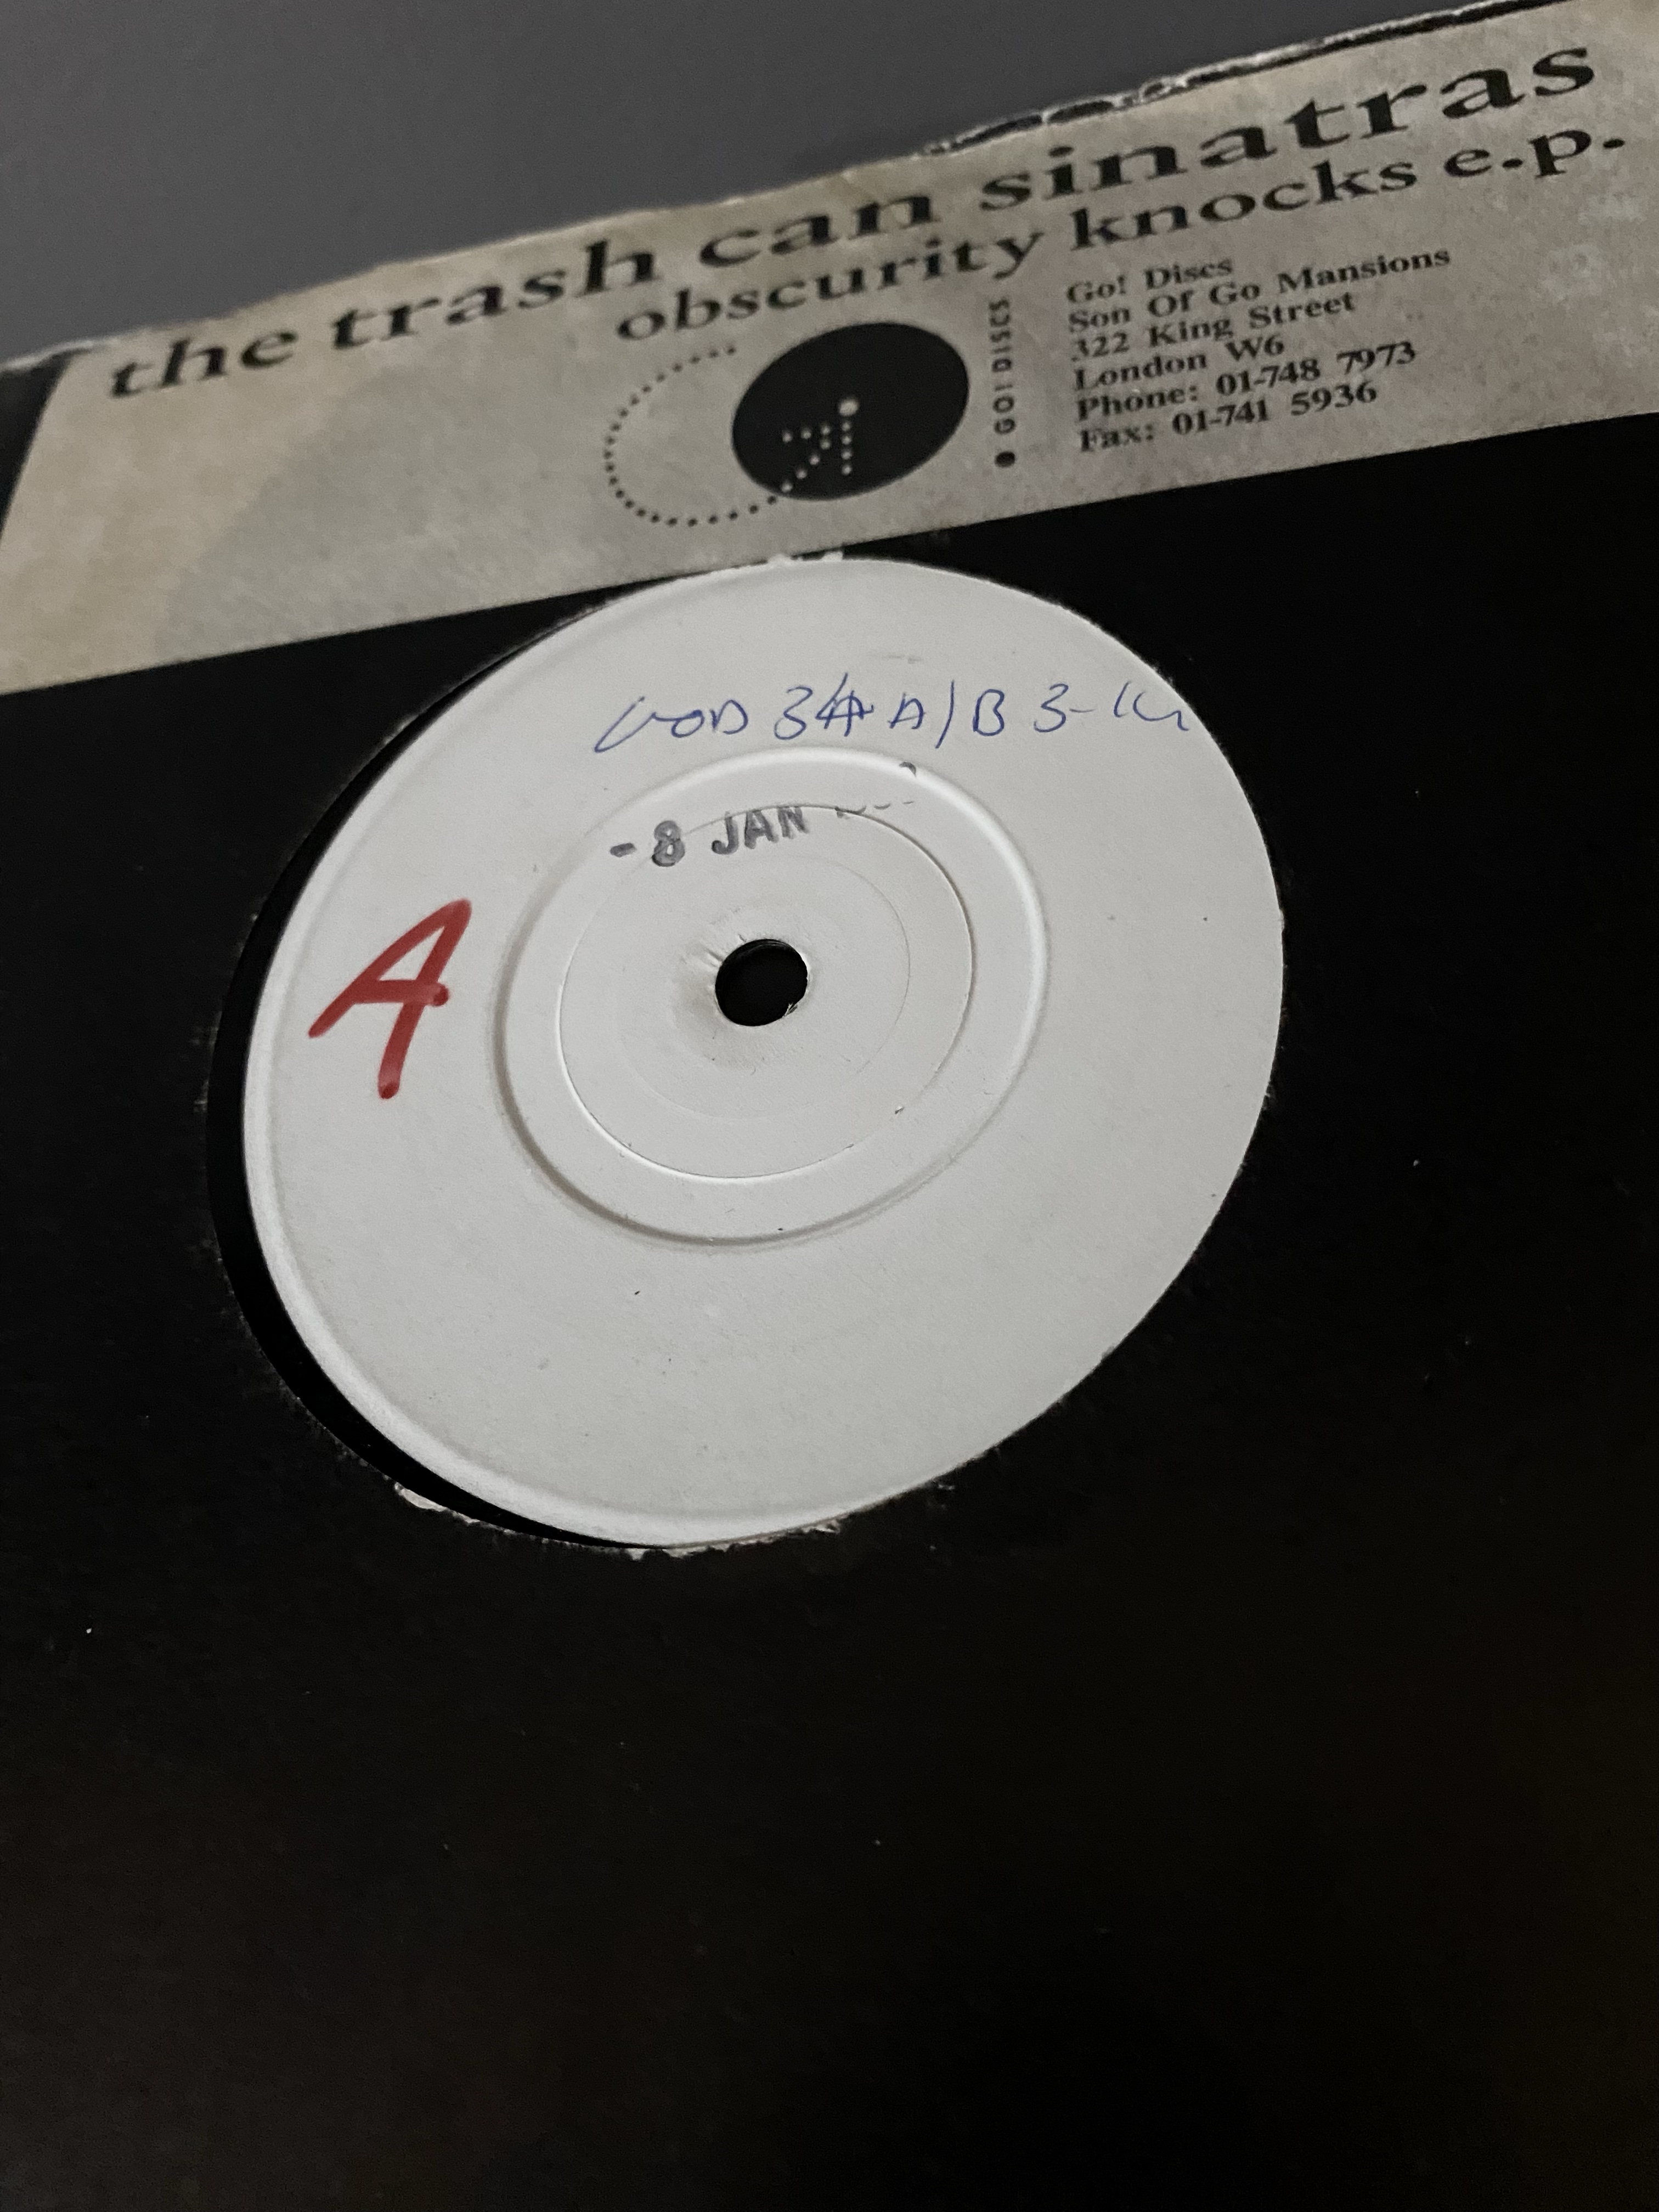 the trash can sinatras
obscurity knocks e.p.
GO! DISCS
Go! Discs
Son Of Go Mansions
322 King Street
London W6
Phone: 01-748 7973
Fax: 01-741 5936
A/B 3-
-8 JAN
A